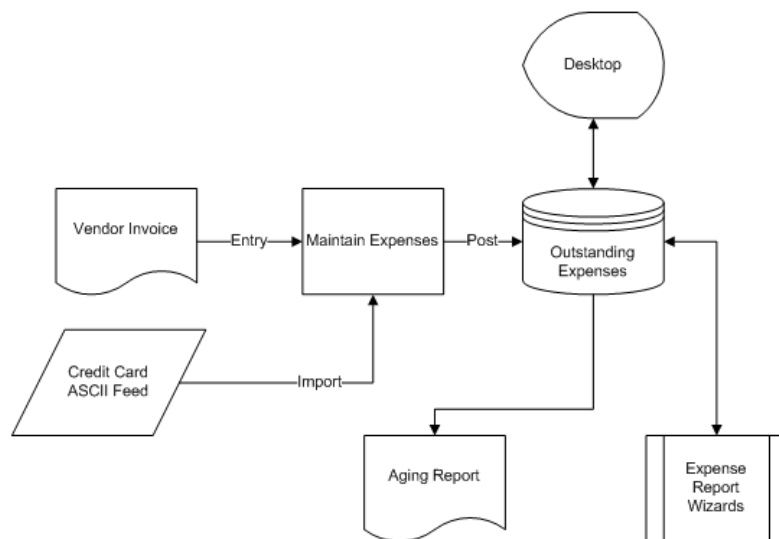 Desktop
Vendor Invoice
Entry
Maintain Expenses
Post
Outstanding
Expenses
Credit Card
ASCII Feed
Import
Aging Report
Expense
Report
Wizards